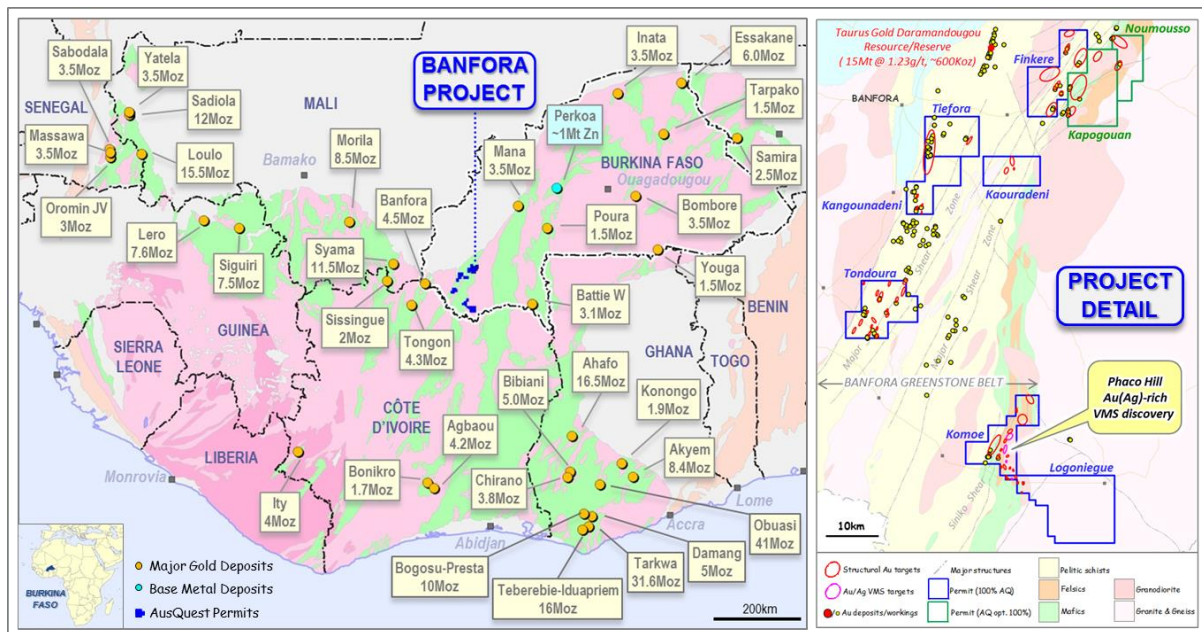 Sabodala
3.5Moz
Yatela
3.5Moz
Sadiola
12Moz
SENEGAL
MALI
Massawa
3.5Moz
Loulo
15.5Moz
Oromin JV
3Moz
Bamako
Morila
8.5Moz
BANFORA
PROJECT
Inata
3.5Moz
Essakane
6.0Moz
Perkoa
~1Mt Zn
Tarpako
1.5Moz
Mana
3.5Moz
BURKINA FASO
Ouagadougou
Samira
2.5Moz
Banfora
4.5Moz
Poura
1.5Moz
Bombore
3.5Moz
Lero
7.6Moz
Siguiri
7.5Moz
Syama
11.5Moz
Youga
1.5Moz
BENIN
GUINEA
Sissingue
2Moz
Tongon
4.3Moz
Battie W
3.1Moz
GHANA
TOGO
SIERRA
LEONE
Ahafo
16.5Moz
Bibiani
5.0Moz
Konongo
1.9Moz
CÔTE
D'IVOIRE
Agbaou
4.2Moz
LIBERIA
Bonikro
1.7Moz
Chirano
3.8Moz
Akyem
8.4Moz
Monrovia
Ity
4Moz
Lome
Accra
Obuasi
41Moz
Abidjan
Bogosu-Presta
10Moz
Damang
5Moz
Tarkwa
31.6Moz
Teberebie-Iduapriem
16Moz
BURKINA
FASO
Major Gold Deposits
Base Metal Deposits
AusQuest Permits
200km
Taurus Gold Daramandougou
Resource/Reserve
( 15Mt @ 1.23g/t, ~600Koz)
Noumousso
Finkere
BANFORA
Tiefora
Kapogouan
Kaouradeni
Kangounadeni
Zone
Zone
Shear
Shear
Tondoura
PROJECT
DETAIL
Major
Major
BANFORA GREENSTONE BELT
Phaco Hill
Au(Ag)-rich
VMS discovery
Komoe
Logoniegue
Siniko Shear
10km
Structural Au targets
Au/Ag VMS targets
Au deposits/workings
Major structures
Permit (100% AQ)
Permit (AQ opt. 100%)
Pelitic schists
Felsics
Mafics
Granodiorite
Granite & Gneiss